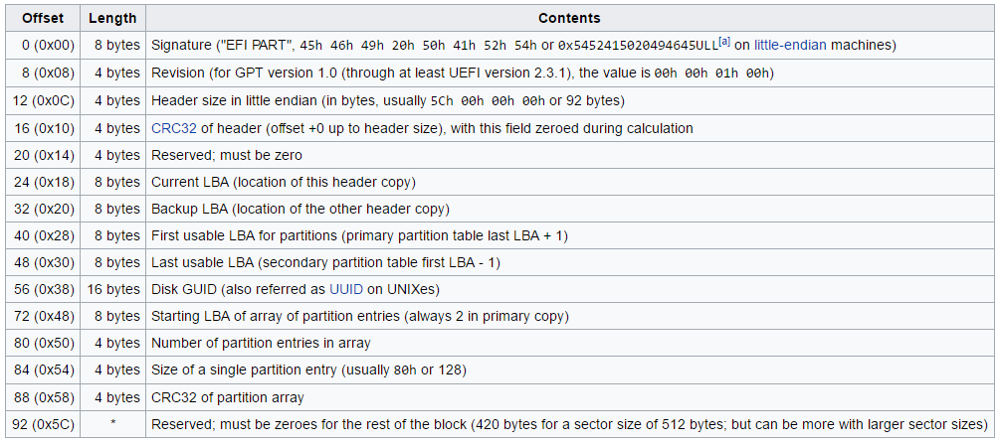 Offset Length Contents
0 (0x00) 8 bytes Signature ("EFI PART", 45h 46h 49h 20h 50h 41h 52h 54h or 0x5452415020494645ULL[a] on little-endian machines)
8 (0x08) 4 bytes Revision (for GPT version 1.0 (through at least UEFI version 2.3.1), the value is 00h 00h 01h 00h)
12 (0x0C) 4 bytes Header size in little endian (in bytes, usually 5Ch 00h 00h 00h or 92 bytes)
16 (0x10) 4 bytes CRC32 of header (offset +0 up to header size), with this field zeroed during calculation
20 (0x14) 4 bytes Reserved; must be zero
24 (0x18) 8 bytes Current LBA (location of this header copy)
32 (0x20) 8 bytes Backup LBA (location of the other header copy)
40 (0x28) 8 bytes First usable LBA for partitions (primary partition table last LBA + 1)
48 (0x30) 8 bytes Last usable LBA (secondary partition table first LBA - 1)
56 (0x38) 16 bytes Disk GUID (also referred as UUID on UNIXes)
72 (0x48) 8 bytes Starting LBA of array of partition entries (always 2 in primary copy)
80 (0x50) 4 bytes Number of partition entries in array
84 (0x54) 4 bytes Size of a single partition entry (usually 80h or 128)
88 (0x58) 4 bytes CRC32 of partition array
92 (0x5C) * Reserved; must be zeroes for the rest of the block (420 bytes for a sector size of 512 bytes; but can be more with larger sector sizes)